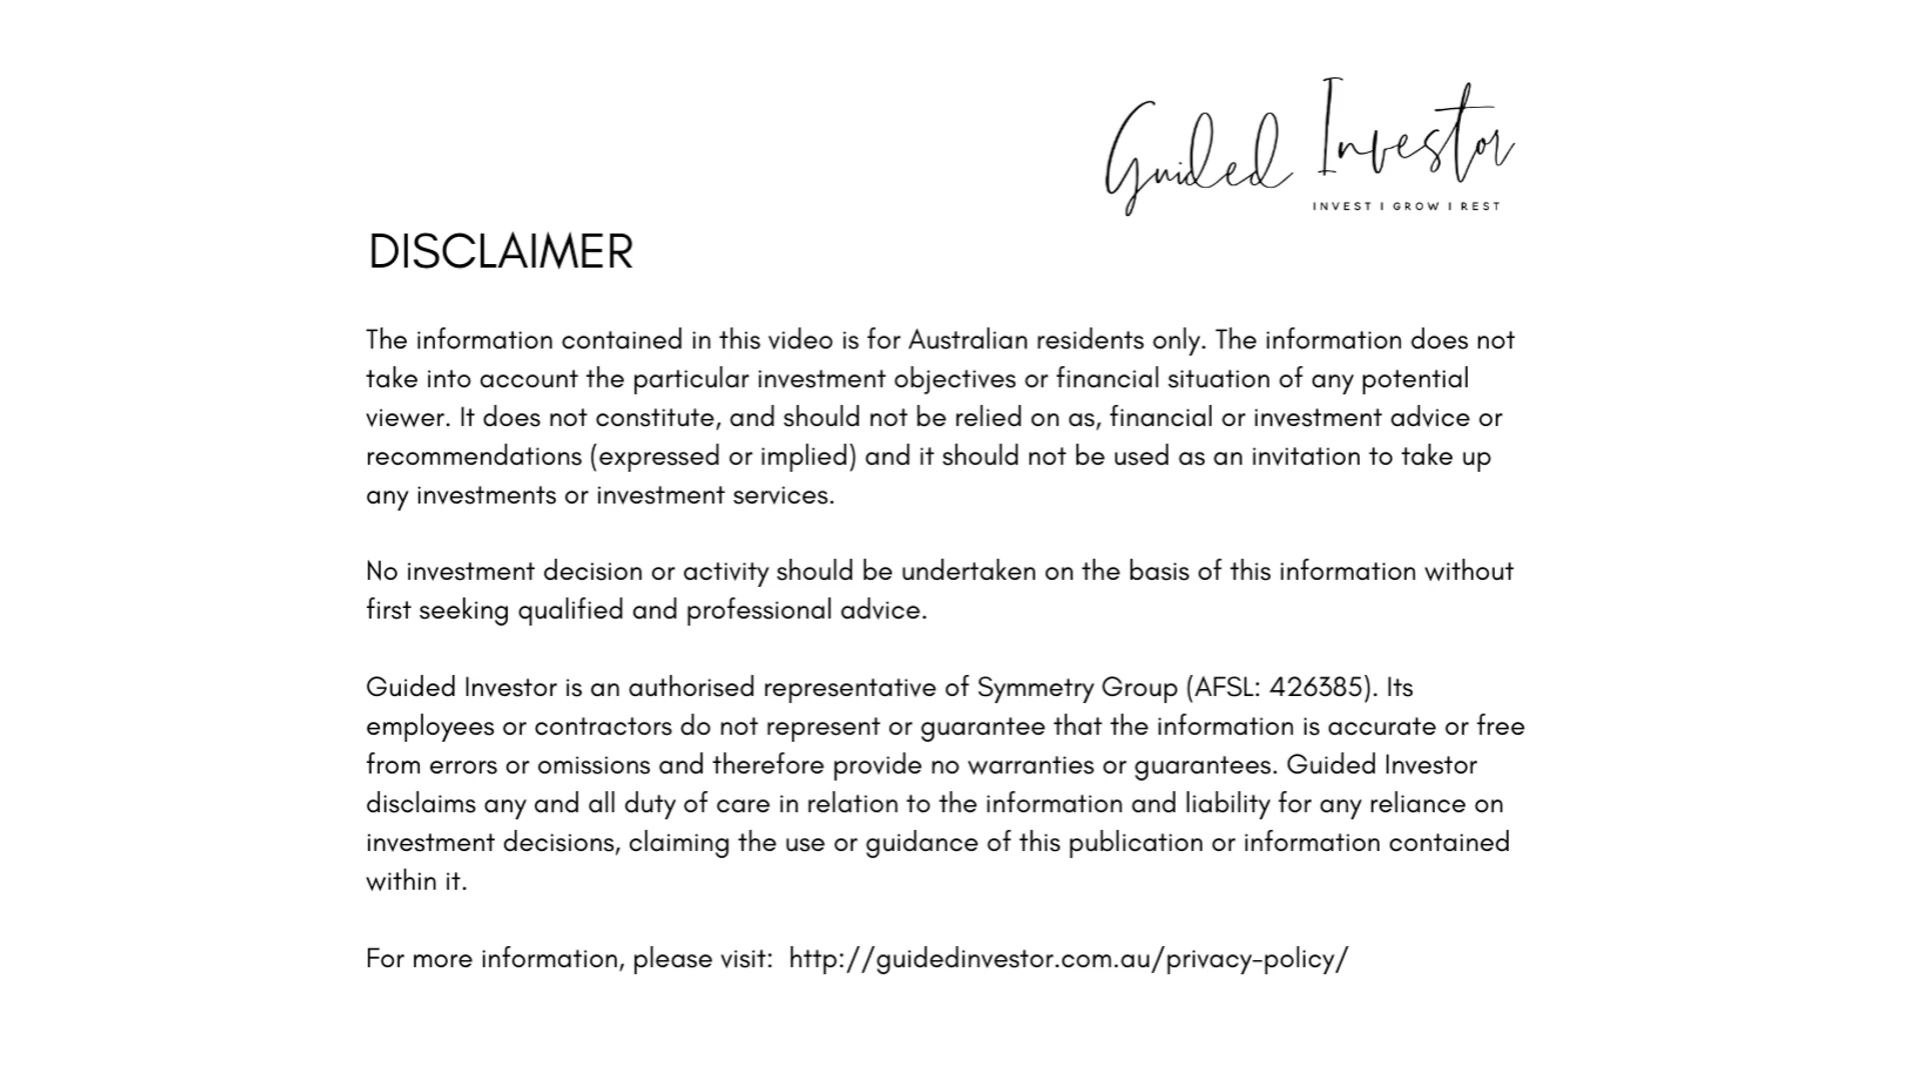 Guided Investor
INVEST | GROW | REST
DISCLAIMER
The information contained in this video is for Australian residents only. The information does not
take into account the particular investment objectives or financial situation of any potential
viewer. It does not constitute, and should not be relied on as, financial or investment advice or
recommendations (expressed or implied) and it should not be used as an invitation to take up
any investments or investment services.
No investment decision or activity should be undertaken on the basis of this information without
first seeking qualified and professional advice.
Guided Investor is an authorised representative of Symmetry Group (AFSL: 426385). Its
employees or contractors do not represent or guarantee that the information is accurate or free
from errors or omissions and therefore provide no warranties or guarantees. Guided Investor
disclaims any and all duty of care in relation to the information and liability for any reliance on
investment decisions, claiming the use or guidance of this publication or information contained
within it.
For more information, please visit:  http://guidedinvestor.com.au/privacy-policy/